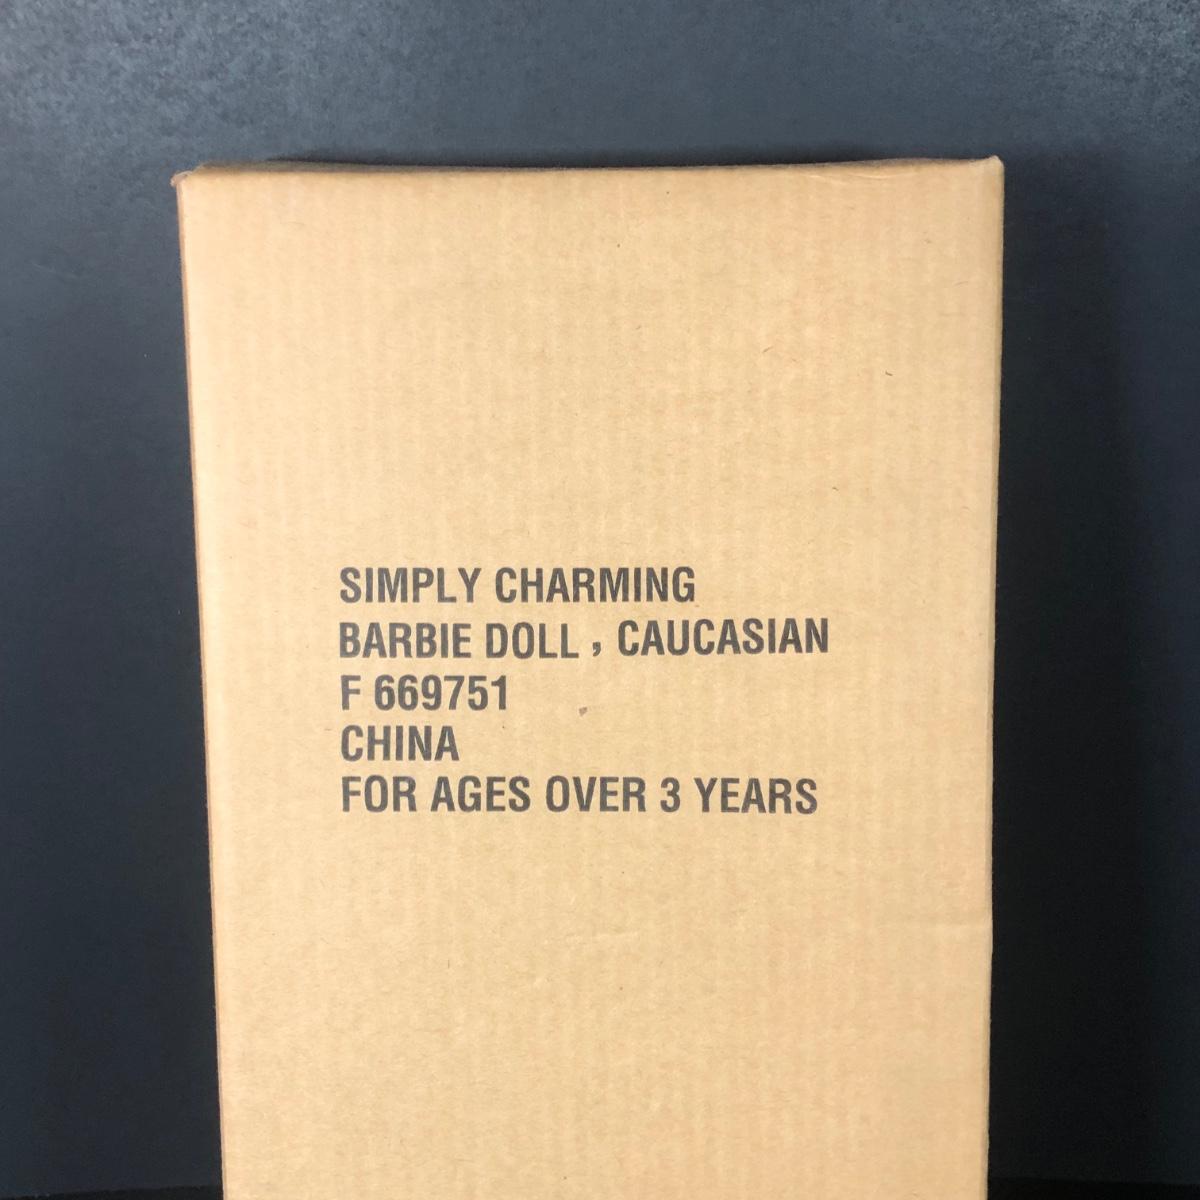 SIMPLY CHARMING
BARBIE DOLL , CAUCASIAN
F 669751
CHINA
FOR AGES OVER 3 YEARS